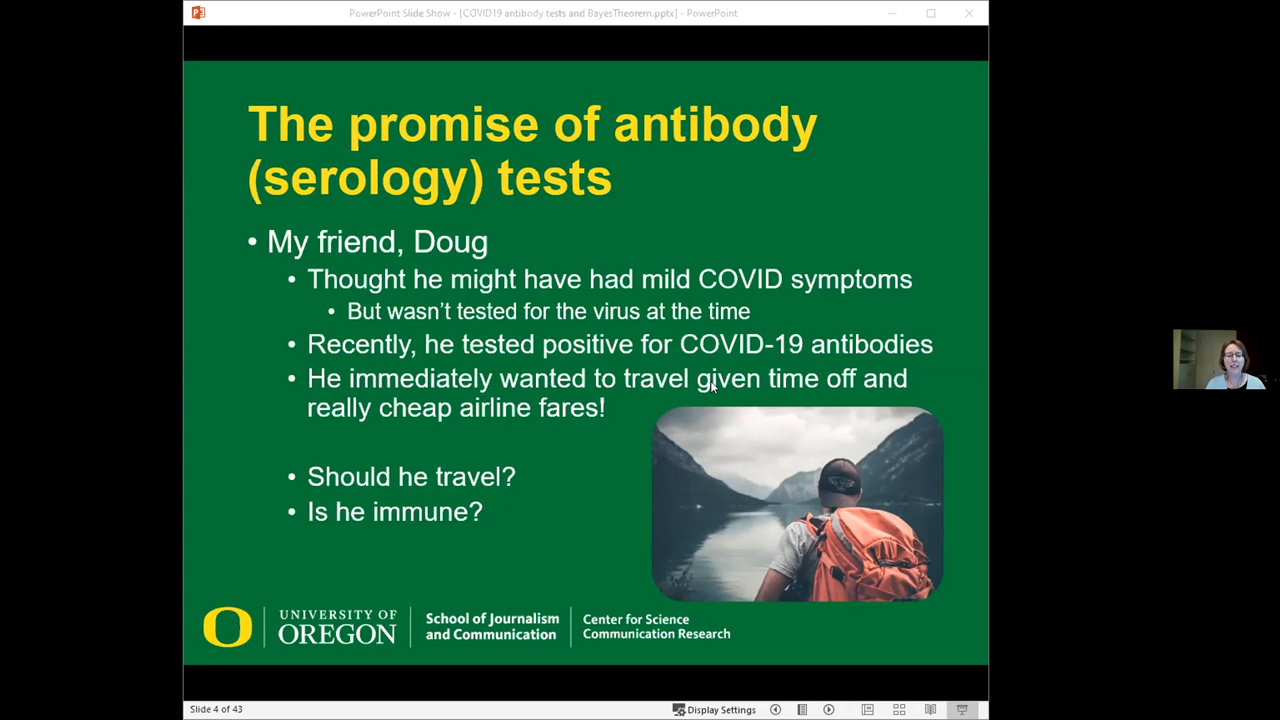 PowerPoint Slide Show - [COVID19 antibody tests and BayesTheorem.pptx] - PowerPoint
The promise of antibody
(serology) tests
• My friend, Doug
• Thought he might have had mild COVID symptoms
• But wasn't tested for the virus at the time
• Recently, he tested positive for COVID-19 antibodies
• He immediately wanted to travel given time off and
really cheap airline fares!
• Should he travel?
• Is he immune?
UNIVERSITY OF
OREGON
School of Journalism
and Communication
Center for Science
Communication Research
Slide 4 of 43
Display Settings